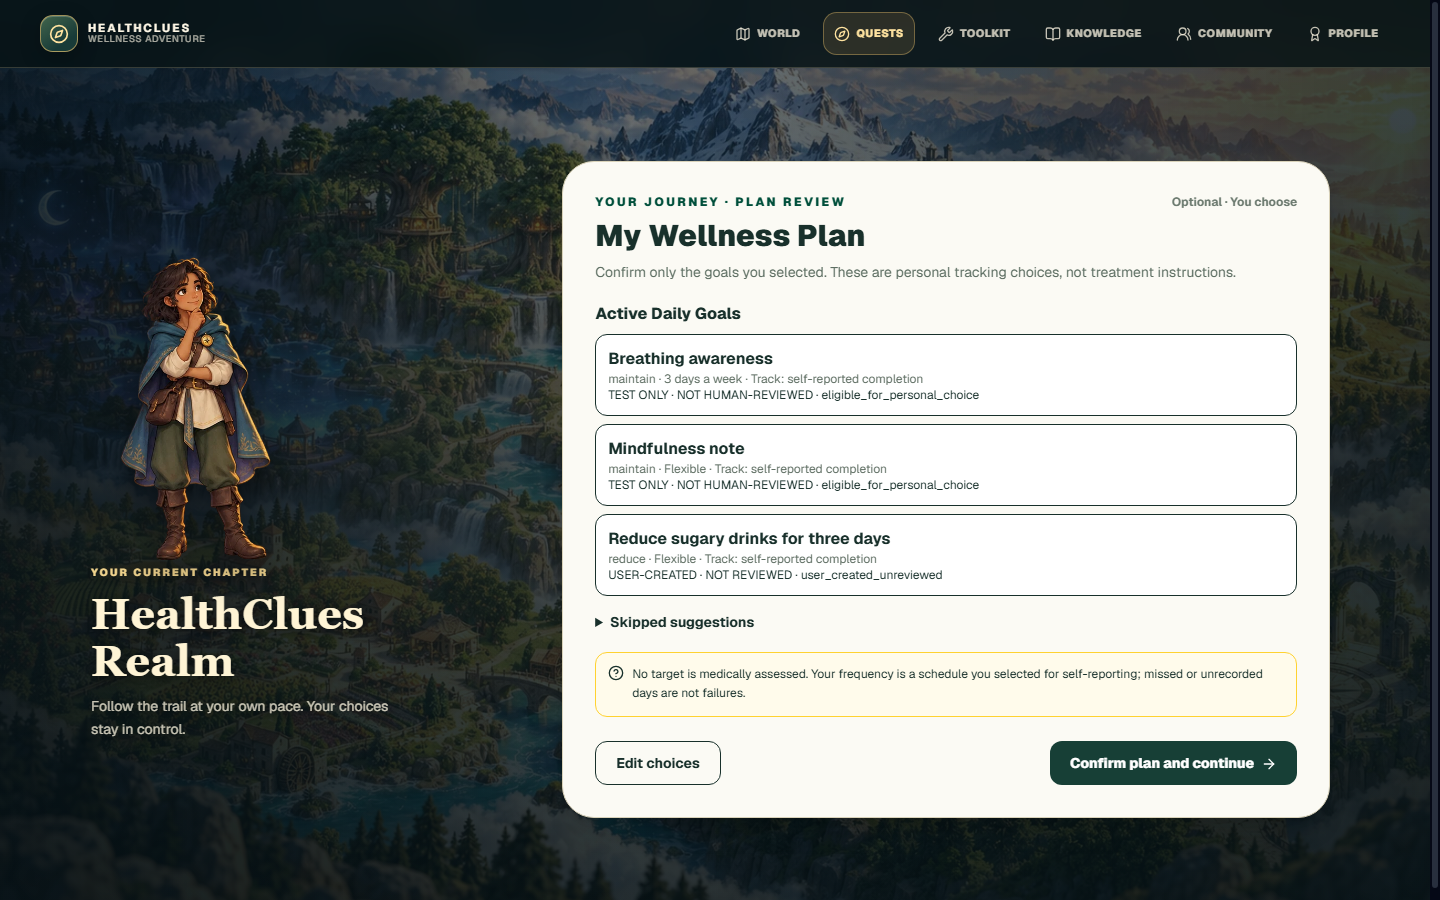 HEALTHCLUES
WELLNESS ADVENTURE
WORLD
QUESTS
TOOLKIT
KNOWLEDGE
COMMUNITY
PROFILE
YOUR CURRENT CHAPTER
HealthClues
Realm
Follow the trail at your own pace. Your choices
stay in control.
YOUR JOURNEY · PLAN REVIEW
Optional · You choose
My Wellness Plan
Confirm only the goals you selected. These are personal tracking choices, not treatment instructions.
Active Daily Goals
Breathing awareness
maintain · 3 days a week · Track: self-reported completion
TEST ONLY · NOT HUMAN-REVIEWED · eligible_for_personal_choice
Mindfulness note
maintain · Flexible · Track: self-reported completion
TEST ONLY · NOT HUMAN-REVIEWED · eligible_for_personal_choice
Reduce sugary drinks for three days
reduce · Flexible · Track: self-reported completion
USER-CREATED · NOT REVIEWED · user_created_unreviewed
Skipped suggestions
No target is medically assessed. Your frequency is a schedule you selected for self-reporting; missed or unrecorded
days are not failures.
Edit choices
Confirm plan and continue →